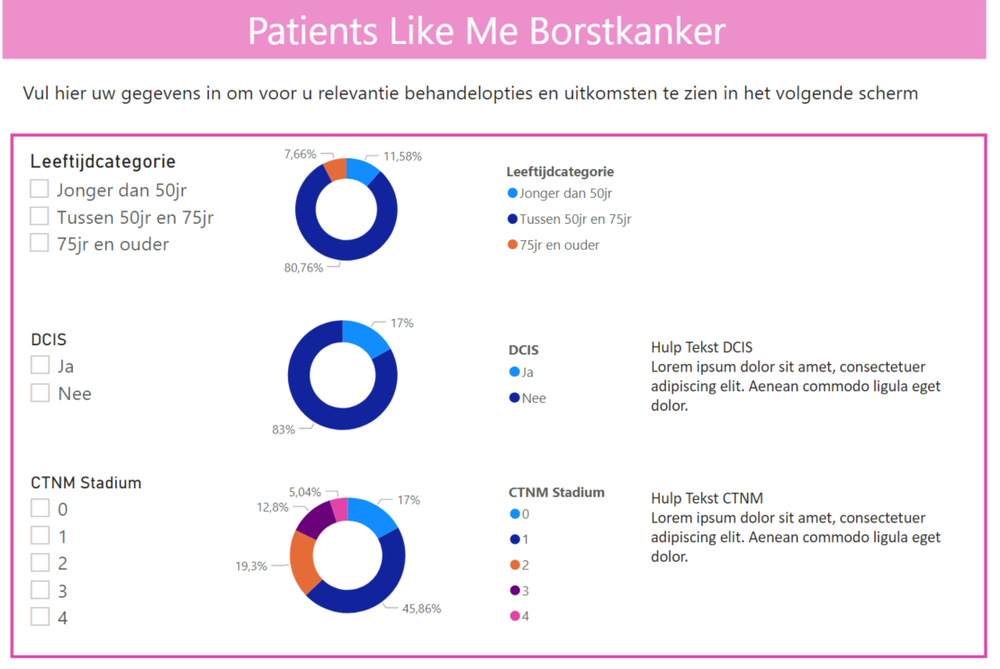 Patients Like Me Borstkanker
Vul hier uw gegevens in om voor u relevantie behandelopties en uitkomsten te zien in het volgende scherm
Leeftijdcategorie
Jonger dan 50jr
Tussen 50jr en 75jr
75jr en ouder
7,66%
11,58%
80,76%
Leeftijdcategorie
Jonger dan 50jr
Tussen 50jr en 75jr
75jr en ouder
DCIS
Ja
Nee
17%
83%
DCIS
Ja
Nee
Hulp Tekst DCIS
Lorem ipsum dolor sit amet, consectetuer
adipiscing elit. Aenean commodo ligula eget
dolor.
CTNM Stadium
0
1
2
3
4
5,04%
17%
12,8%
19,3%
45,86%
CTNM Stadium
0
1
2
3
4
Hulp Tekst CTNM
Lorem ipsum dolor sit amet, consectetuer
adipiscing elit. Aenean commodo ligula eget
dolor.